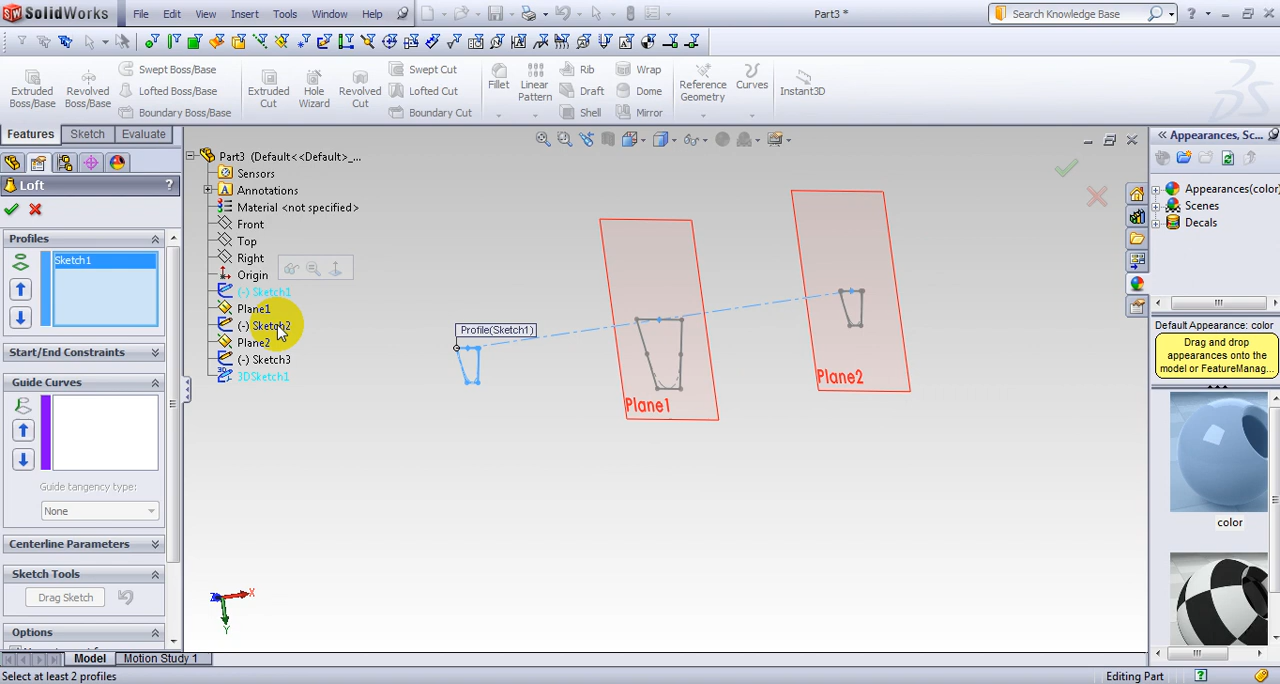 SolidWorks
File Edit View Insert Tools Window Help
Part3 *
Search Knowledge Base
Extruded Boss/Base
Revolved Boss/Base
Swept Boss/Base
Lofted Boss/Base
Boundary Boss/Base
Extruded Cut
Hole Wizard
Revolved Cut
Swept Cut
Lofted Cut
Boundary Cut
Fillet
Linear Pattern
Rib
Draft
Shell
Wrap
Dome
Mirror
Reference Geometry
Curves
Instant3D
Features Sketch Evaluate
Loft
?
Profiles
Sketch1
Start/End Constraints
Guide Curves
Guide tangency type:
None
Centerline Parameters
Sketch Tools
Drag Sketch
Options
Part3 (Default<<Default>_...
Sensors
Annotations
Material <not specified>
Front
Top
Right
Origin
(-) Sketch1
Plane1
(-) Sketch2
Plane2
(-) Sketch3
3DSketch1
Profile(Sketch1)
Plane1
Plane2
X
Y
Z
Appearances, Sc...
Appearances(color)
Scenes
Decals
Default Appearance: color
Drag and drop
appearances onto the
model or FeatureManag...
color
Model Motion Study 1
Select at least 2 profiles
Editing Part